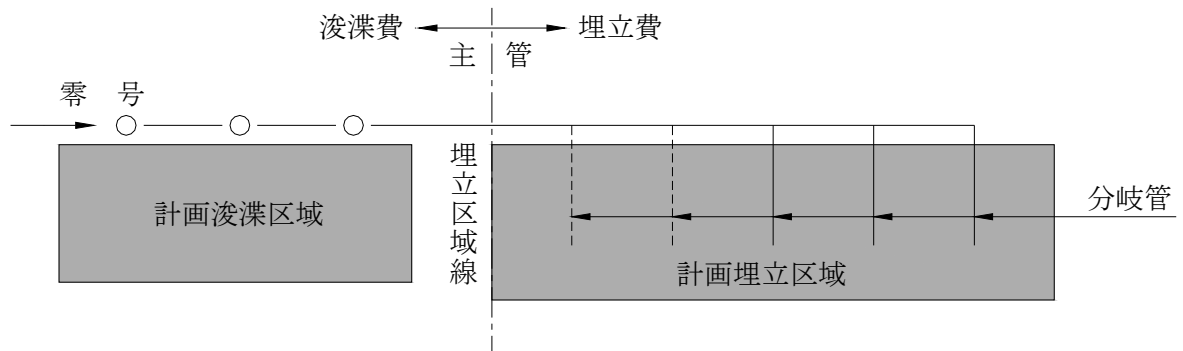 浚渫費
埋立費
主
管
零号
埋立区域線
計画浚渫区域
分岐管
計画埋立区域